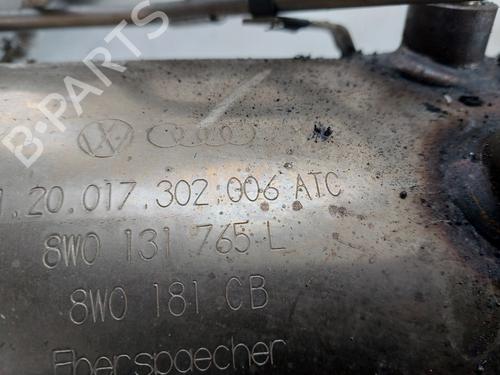 B-PARTS
1.20.017.302.006 ATC
8W0 131 765 L
8W0 181 CB
Eberspaecher